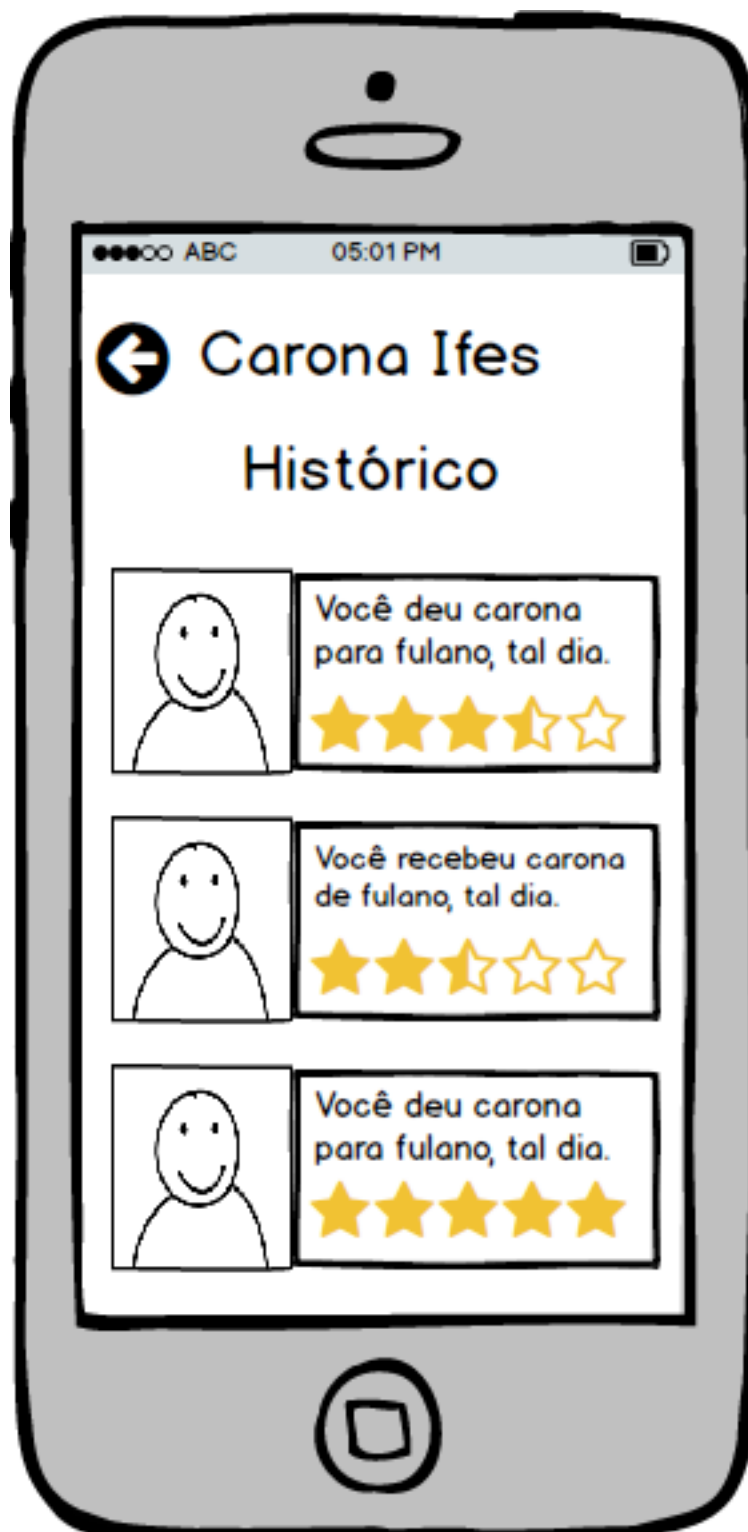 ABC 05:01 PM
Carona Ifes
Histórico
Você deu carona
para fulano, tal dia.
Você recebeu carona
de fulano, tal dia.
Você deu carona
para fulano, tal dia.